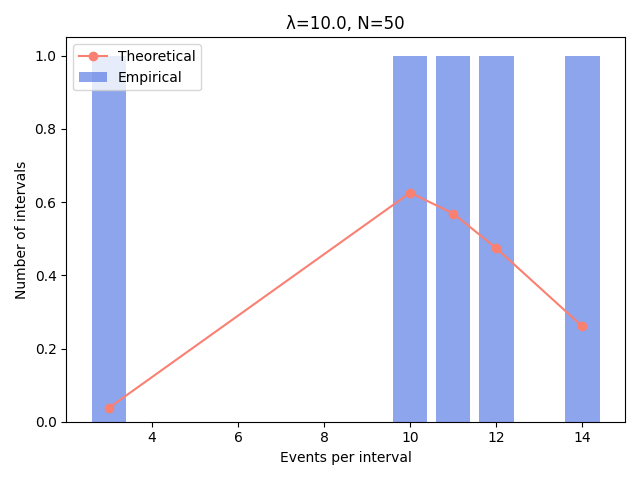 λ=10.0, N=50
Theoretical
Empirical
Number of intervals
1.0
0.8
0.6
0.4
0.2
0.0
4 6 8 10 12 14
Events per interval